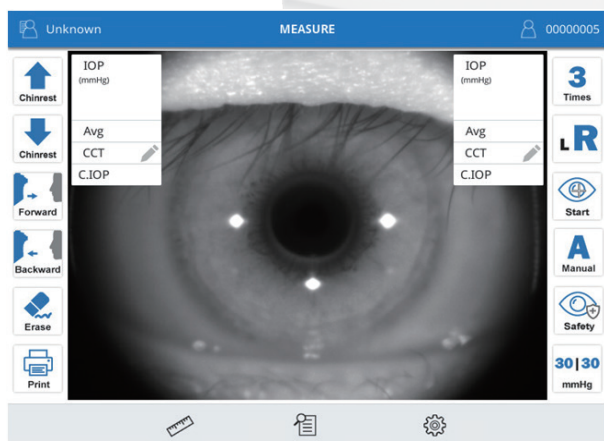 Unknown
MEASURE
00000005
Chinrest
Chinrest
Forward
Backward
Erase
Print
IOP
(mmHg)
Avg
CCT
C.IOP
IOP
(mmHg)
Avg
CCT
C.IOP
3
Times
L R
Start
A
Manual
Safety
30|30
mmHg